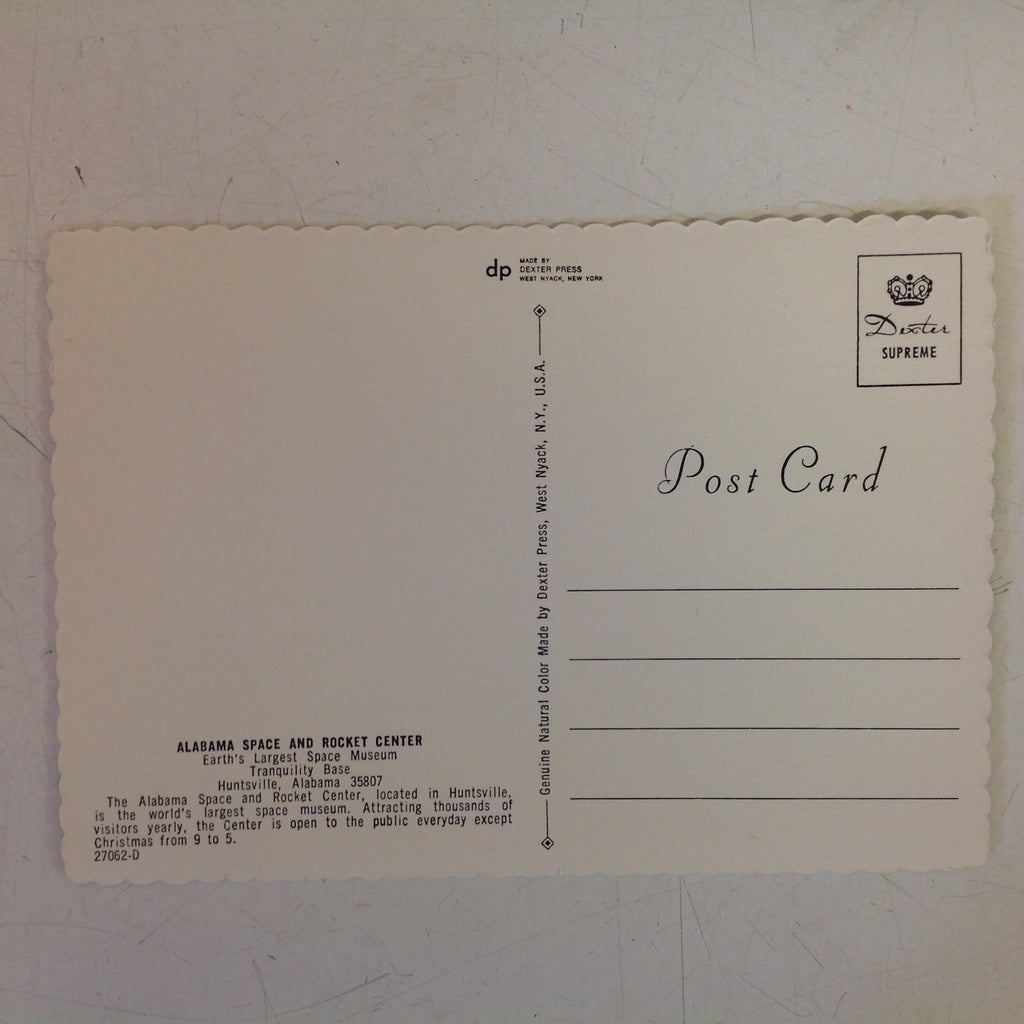 dp
MADE BY
DEXTER PRESS
WEST NYACK, NEW YORK
Dexter
SUPREME
Post Card
Genuine Natural Color Made by Dexter Press, West Nyack, N.Y., U.S.A.
ALABAMA SPACE AND ROCKET CENTER
Earth's Largest Space Museum
Tranquility Base
Huntsville, Alabama 35807
The Alabama Space and Rocket Center, located in Huntsville,
is the world's largest space museum. Attracting thousands of
visitors yearly, the Center is open to the public everyday except
Christmas from 9 to 5.
27062-D